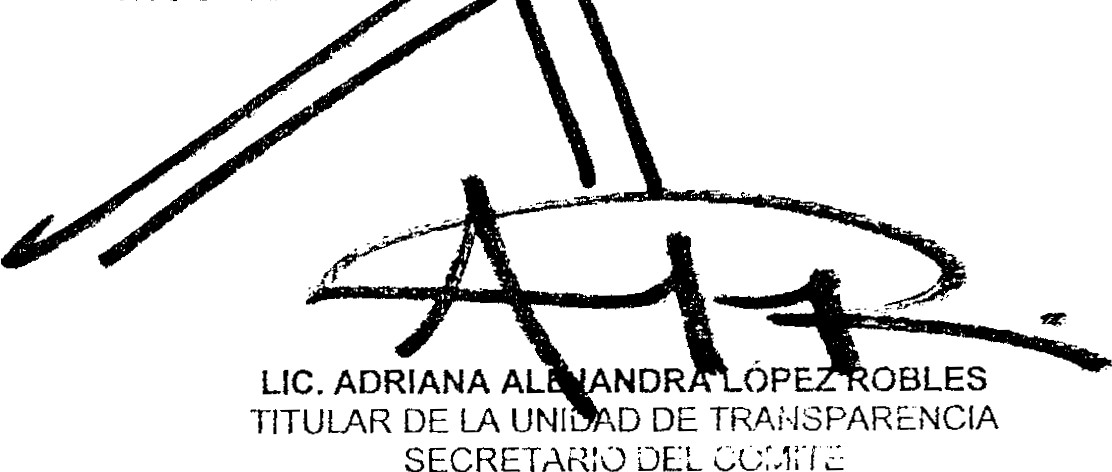 LIC. ADRIANA ALEJANDRA LÓPEZ ROBLES
TITULAR DE LA UNIDAD DE TRANSPARENCIA
SECRETARIO DEL COMITE